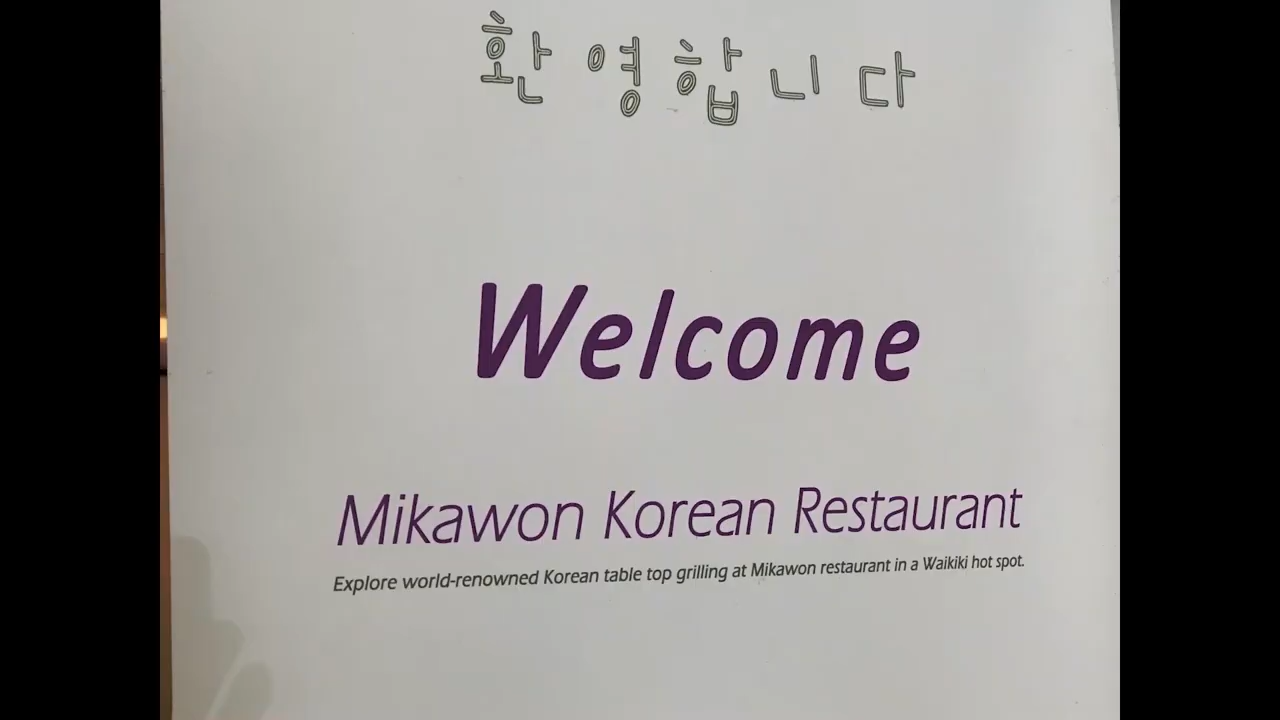 환영합니다
Welcome
Mikawon Korean Restaurant
Explore world-renowned Korean table top grilling at Mikawon restaurant in a Waikiki hot spot.